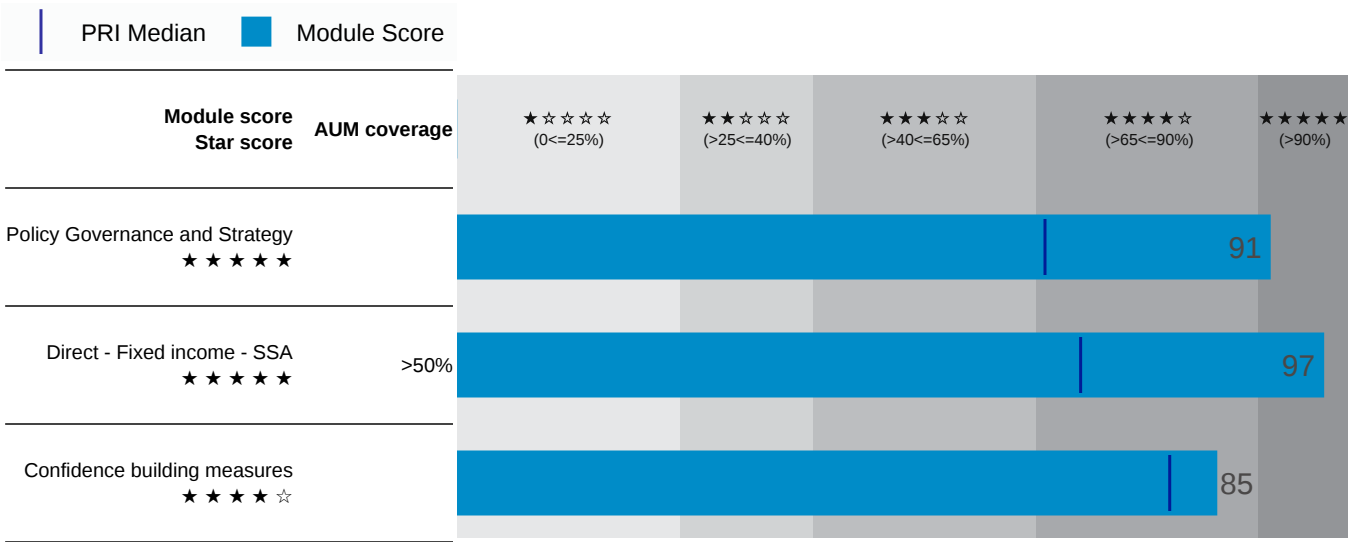 PRI Median Module Score
Module score
Star score
AUM coverage
★☆☆☆☆
(0<=25%)
★★☆☆☆
(>25<=40%)
★★★☆☆
(>40<=65%)
★★★★☆
(>65<=90%)
★★★★★
(>90%)
Policy Governance and Strategy
★★★★★
91
Direct - Fixed income - SSA
★★★★★
>50%
97
Confidence building measures
★★★★☆
85